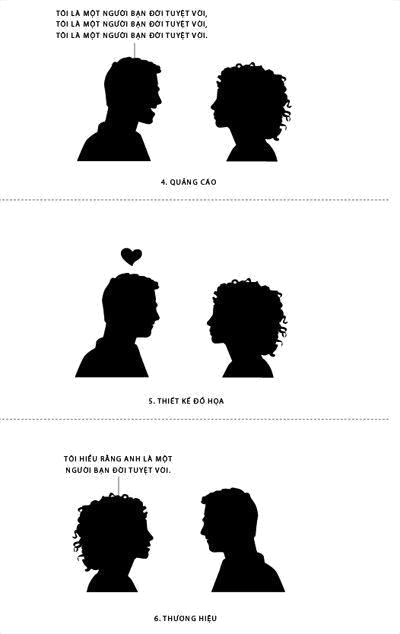 TÔI LÀ MỘT NGƯỜI BẠN ĐỜI TUYỆT VỜI,
TÔI LÀ MỘT NGƯỜI BẠN ĐỜI TUYỆT VỜI,
TÔI LÀ MỘT NGƯỜI BẠN ĐỜI TUYỆT VỜI.
4. QUẢNG CÁO
5. THIẾT KẾ ĐỒ HỌA
TÔI HIỂU RẰNG ANH LÀ MỘT
NGƯỜI BẠN ĐỜI TUYỆT VỜI.
6. THƯƠNG HIỆU